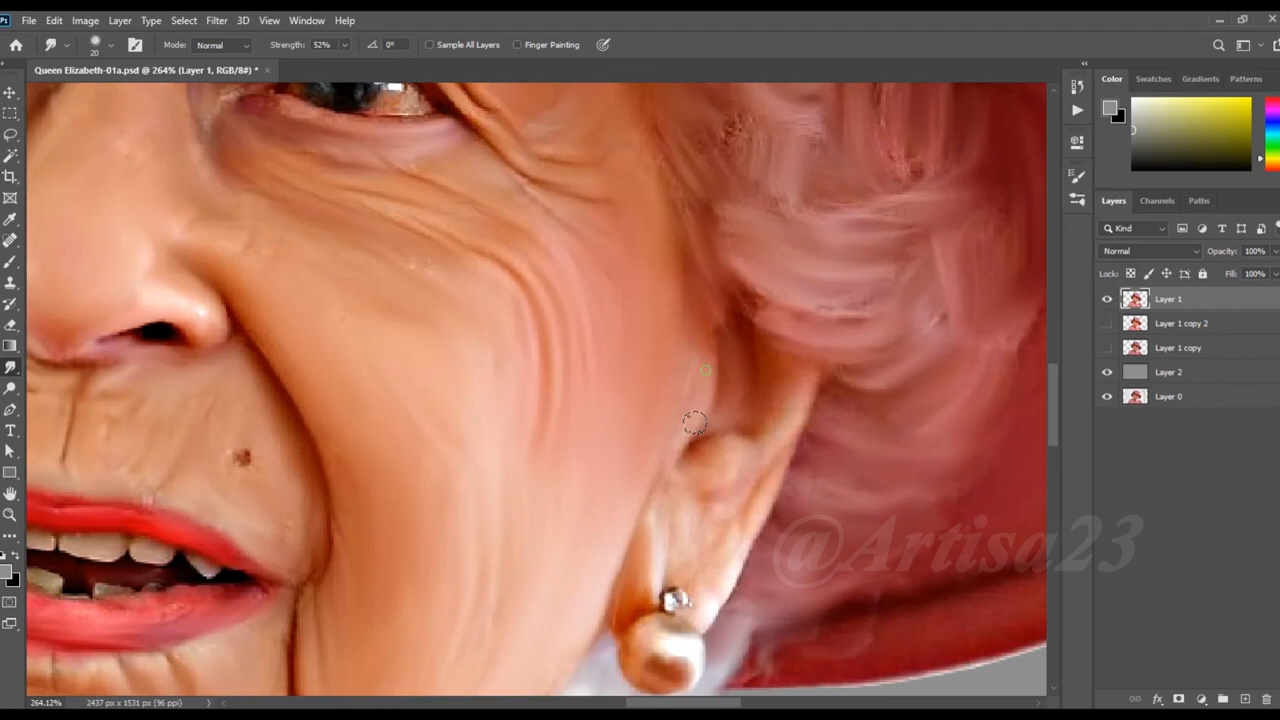 Ps File Edit Image Layer Type Select Filter 3D View Window Help
20 Mode: Normal Strength: 52% 0° Sample All Layers Finger Painting
Queen Elizabeth-01a.psd @ 264% (Layer 1, RGB/8#) * ×
Color Swatches Gradients Patterns
Layers Channels Paths
Kind
Normal Opacity: 100%
Lock: Fill: 100%
Layer 1
Layer 1 copy 2
Layer 1 copy
Layer 2
Layer 0
@Artisa23
264.12% 2437 px x 1531 px (96 ppi)